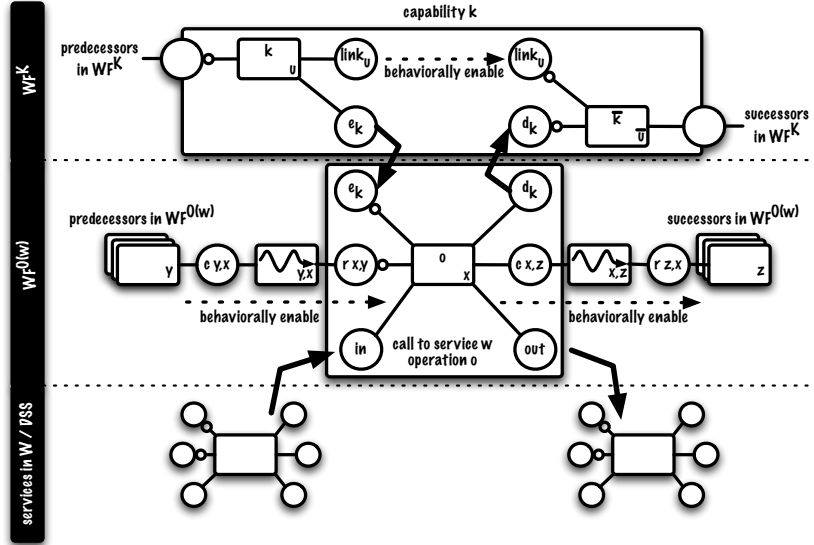 capability k
WF^K
predecessors
in WF^K
k
u
link_u
behaviorally enable
link_u
e_k
d_k
k̅
u̅
successors
in WF^K
WF^O(w)
e_k
d_k
predecessors in WF^O(w)
successors in WF^O(w)
y
c y,x
y,x
r x,y
o
x
c x,z
x,z
r z,x
z
behaviorally enable
behaviorally enable
in
call to service w
operation o
out
services in W / DSS